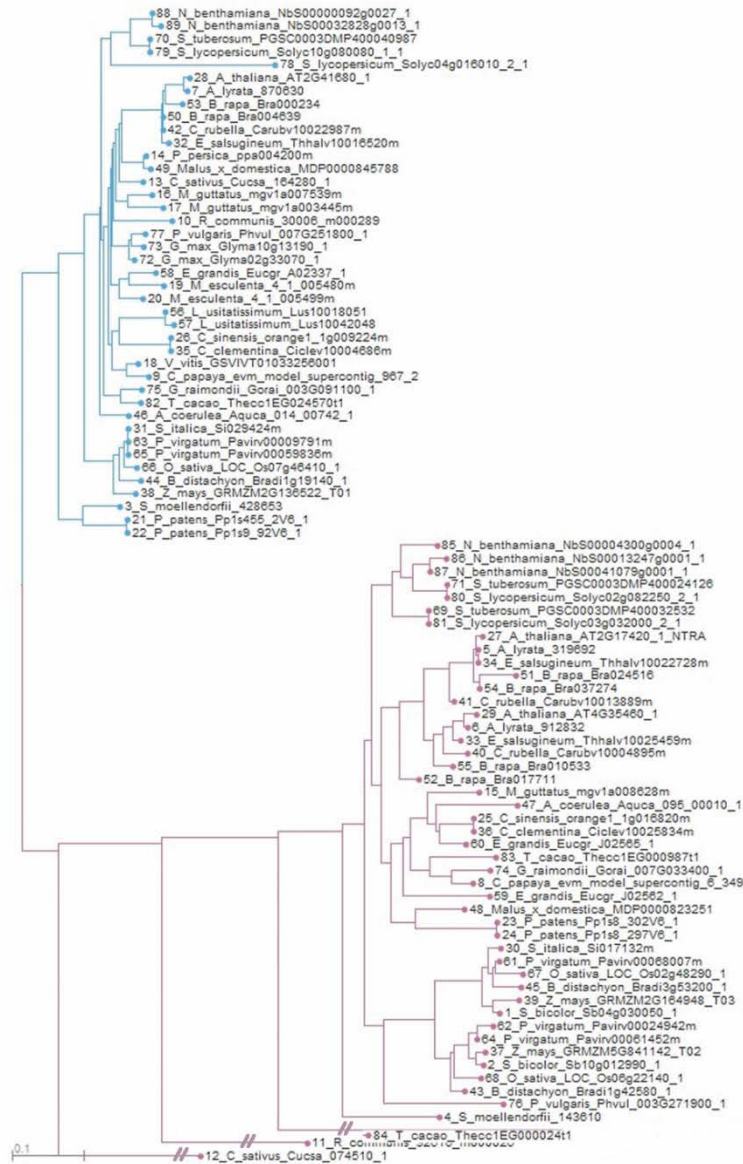 88_N_benthamiana_NbS00000092g0027_1
89_N_benthamiana_NbS00032828g0013_1
70_S_tuberosum_PGSC0003DMP400040987
79_S_lycopersicum_Solyc10g080080_1_1
78_S_lycopersicum_Solyc04g016010_2_1
28_A_thaliana_AT2G41680_1
7_A_lyrata_870630
53_B_rapa_Bra000234
50_B_rapa_Bra004639
42_C_rubella_Carubv10022987m
32_E_salsugineum_Thhalv10016520m
14_P_persica_ppa004200m
49_Malus_x_domestica_MDP0000845788
13_C_sativus_Cucsa_164280_1
16_M_guttatus_mgv1a007539m
17_M_guttatus_mgv1a003445m
10_R_communis_30006_m000289
77_P_vulgaris_Phvul_007G251800_1
73_G_max_Glyma10g13190_1
72_G_max_Glyma02g33070_1
58_E_grandis_Eucgr_A02337_1
19_M_esculenta_4_1_005480m
20_M_esculenta_4_1_005499m
56_L_usitatissimum_Lus10018051
57_L_usitatissimum_Lus10042048
26_C_sinensis_orange1_1g009224m
35_C_clementina_Ciclev10004686m
18_V_vitis_GSVIVT01033256001
9_C_papaya_evm_model_supercontig_967_2
75_G_raimondii_Gorai_003G091100_1
82_T_cacao_Thecc1EG024570t1
46_A_coerulea_Aquca_014_00742_1
31_S_italica_Si029424m
63_P_virgatum_Pavirv00009791m
65_P_virgatum_Pavirv00059836m
66_O_sativa_LOC_Os07g46410_1
44_B_distachyon_Bradi1g19140_1
38_Z_mays_GRMZM2G136522_T01
3_S_moellendorfii_428653
21_P_patens_Pp1s455_2V6_1
22_P_patens_Pp1s9_92V6_1
85_N_benthamiana_NbS00004300g0004_1
86_N_benthamiana_NbS00013247g0001_1
87_N_benthamiana_NbS00041079g0001_1
71_S_tuberosum_PGSC0003DMP400024126
80_S_lycopersicum_Solyc02g082250_2_1
69_S_tuberosum_PGSC0003DMP400032532
81_S_lycopersicum_Solyc03g032000_2_1
27_A_thaliana_AT2G17420_1_NTRA
5_A_lyrata_319692
34_E_salsugineum_Thhalv10022728m
51_B_rapa_Bra024516
54_B_rapa_Bra037274
41_C_rubella_Carubv10013889m
29_A_thaliana_AT4G35460_1
6_A_lyrata_912832
33_E_salsugineum_Thhalv10025459m
40_C_rubella_Carubv10004895m
55_B_rapa_Bra010533
52_B_rapa_Bra017711
15_M_guttatus_mgv1a008628m
47_A_coerulea_Aquca_095_00010_1
25_C_sinensis_orange1_1g016820m
36_C_clementina_Ciclev10025834m
60_E_grandis_Eucgr_J02565_1
83_T_cacao_Thecc1EG000987t1
74_G_raimondii_Gorai_007G033400_1
8_C_papaya_evm_model_supercontig_6_349
59_E_grandis_Eucgr_J02562_1
48_Malus_x_domestica_MDP0000823251
23_P_patens_Pp1s8_302V6_1
24_P_patens_Pp1s8_297V6_1
30_S_italica_Si017132m
61_P_virgatum_Pavirv00068007m
67_O_sativa_LOC_Os02g48290_1
45_B_distachyon_Bradi3g53200_1
39_Z_mays_GRMZM2G164948_T03
1_S_bicolor_Sb04g030050_1
62_P_virgatum_Pavirv00024942m
64_P_virgatum_Pavirv00061452m
37_Z_mays_GRMZM5G841142_T02
2_S_bicolor_Sb10g012990_1
68_O_sativa_LOC_Os06g22140_1
43_B_distachyon_Bradi1g42580_1
76_P_vulgaris_Phvul_003G271900_1
4_S_moellendorfii_143610
84_T_cacao_Thecc1EG000024t1
11_R_communis
0.1
12_C_sativus_Cucsa_074510_1